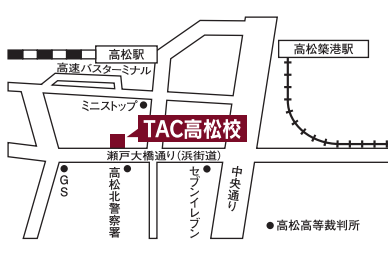 高松駅
高松築港駅
高速バスターミナル
ミニストップ
TAC高松校
瀬戸大橋通り(浜街道)
GS
高松北警察署
セブンイレブン
中央通り
高松高等裁判所